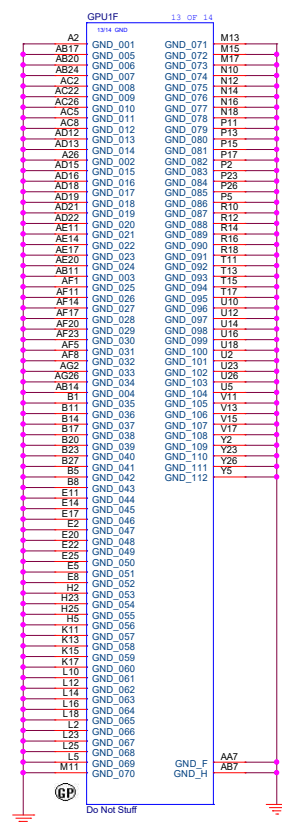 GPU1F 13 OF 14
13/14 GND
A2 GND_001 GND_071 M13
AB17 GND_005 GND_072 M15
AB20 GND_006 GND_073 M17
AB24 GND_007 GND_074 N10
AC2 GND_008 GND_075 N12
AC22 GND_009 GND_076 N14
AC26 GND_010 GND_077 N16
AC5 GND_011 GND_078 N18
AC8 GND_012 GND_079 P11
AD12 GND_013 GND_080 P13
AD13 GND_014 GND_081 P15
A26 GND_002 GND_082 P17
AD15 GND_015 GND_083 P2
AD16 GND_016 GND_084 P23
AD18 GND_017 GND_085 P26
AD19 GND_018 GND_086 P5
AD21 GND_019 GND_087 R10
AD22 GND_020 GND_088 R12
AE11 GND_021 GND_089 R14
AE14 GND_022 GND_090 R16
AE17 GND_023 GND_091 R18
AE20 GND_024 GND_092 T11
AB11 GND_003 GND_093 T13
AF1 GND_025 GND_094 T15
AF11 GND_026 GND_095 T17
AF14 GND_027 GND_096 U10
AF17 GND_028 GND_097 U12
AF20 GND_029 GND_098 U14
AF23 GND_030 GND_099 U16
AF5 GND_031 GND_100 U18
AF8 GND_032 GND_101 U2
AG2 GND_033 GND_102 U23
AG26 GND_034 GND_103 U26
AB14 GND_004 GND_104 U5
B1 GND_035 GND_105 V11
B11 GND_036 GND_106 V13
B14 GND_037 GND_107 V15
B17 GND_038 GND_108 V17
B20 GND_039 GND_109 Y2
B23 GND_040 GND_110 Y23
B27 GND_041 GND_111 Y26
B5 GND_042 GND_112 Y5
B8 GND_043
E11 GND_044
E14 GND_045
E17 GND_046
E2 GND_047
E20 GND_048
E22 GND_049
E25 GND_050
E5 GND_051
E8 GND_052
H2 GND_053
H23 GND_054
H25 GND_055
H5 GND_056
K11 GND_057
K13 GND_058
K15 GND_059
K17 GND_060
L10 GND_061
L12 GND_062
L14 GND_063
L16 GND_064
L18 GND_065
L2 GND_066
L23 GND_067
L25 GND_068
L5 GND_069 GND_F AA7
M11 GND_070 GND_H AB7
GP
Do Not Stuff